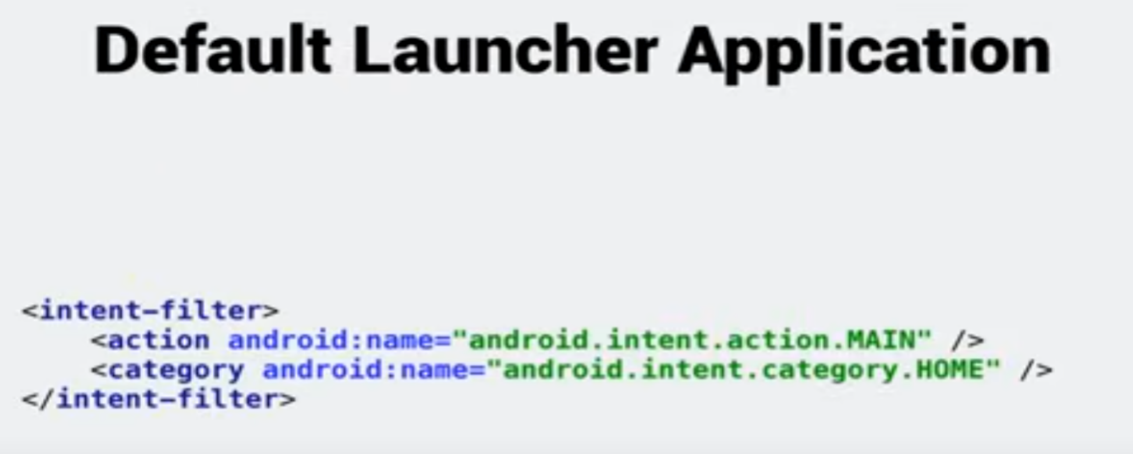 Default Launcher Application
<intent-filter>
    <action android:name="android.intent.action.MAIN" />
    <category android:name="android.intent.category.HOME" />
</intent-filter>